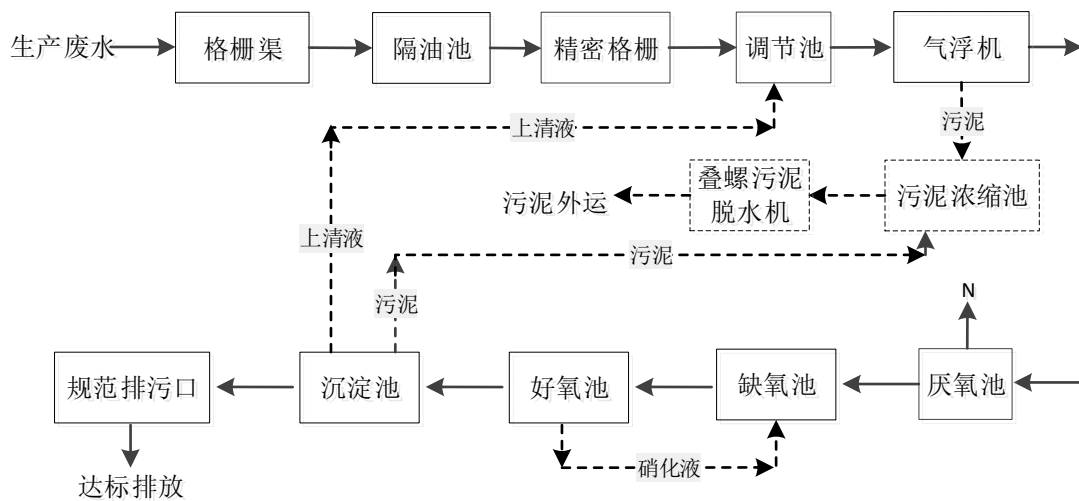 生产废水
格栅渠
隔油池
精密格栅
调节池
气浮机
上清液
污泥
污泥外运
叠螺污泥
脱水机
污泥浓缩池
上清液
污泥
污泥
N
规范排污口
沉淀池
好氧池
缺氧池
厌氧池
硝化液
达标排放